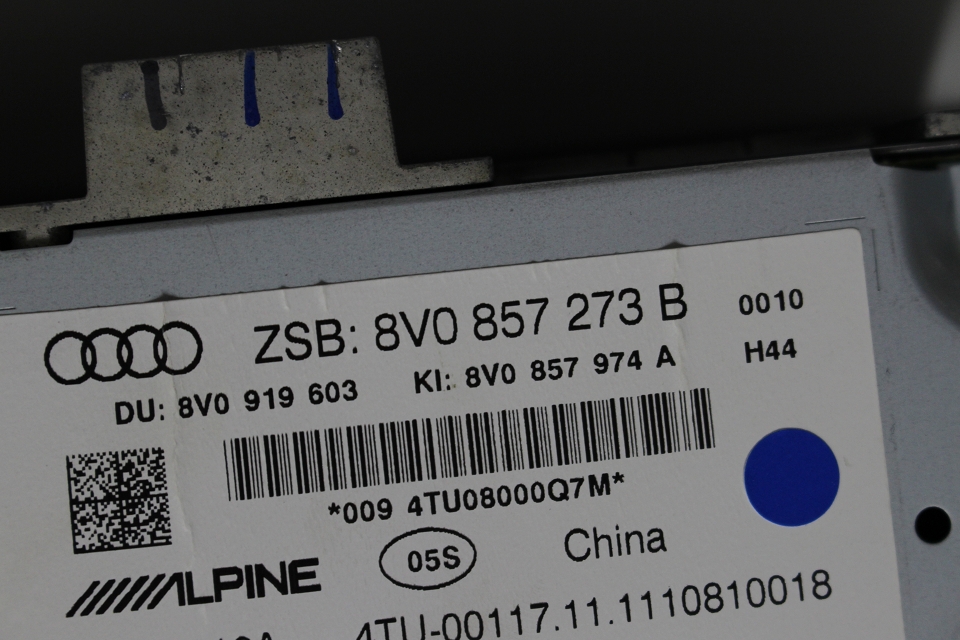 ZSB: 8V0 857 273 B 0010
DU: 8V0 919 603 KI: 8V0 857 974 A H44
*009 4TU08000Q7M*
ALPINE 05S China
4TU-00117.11.1110810018